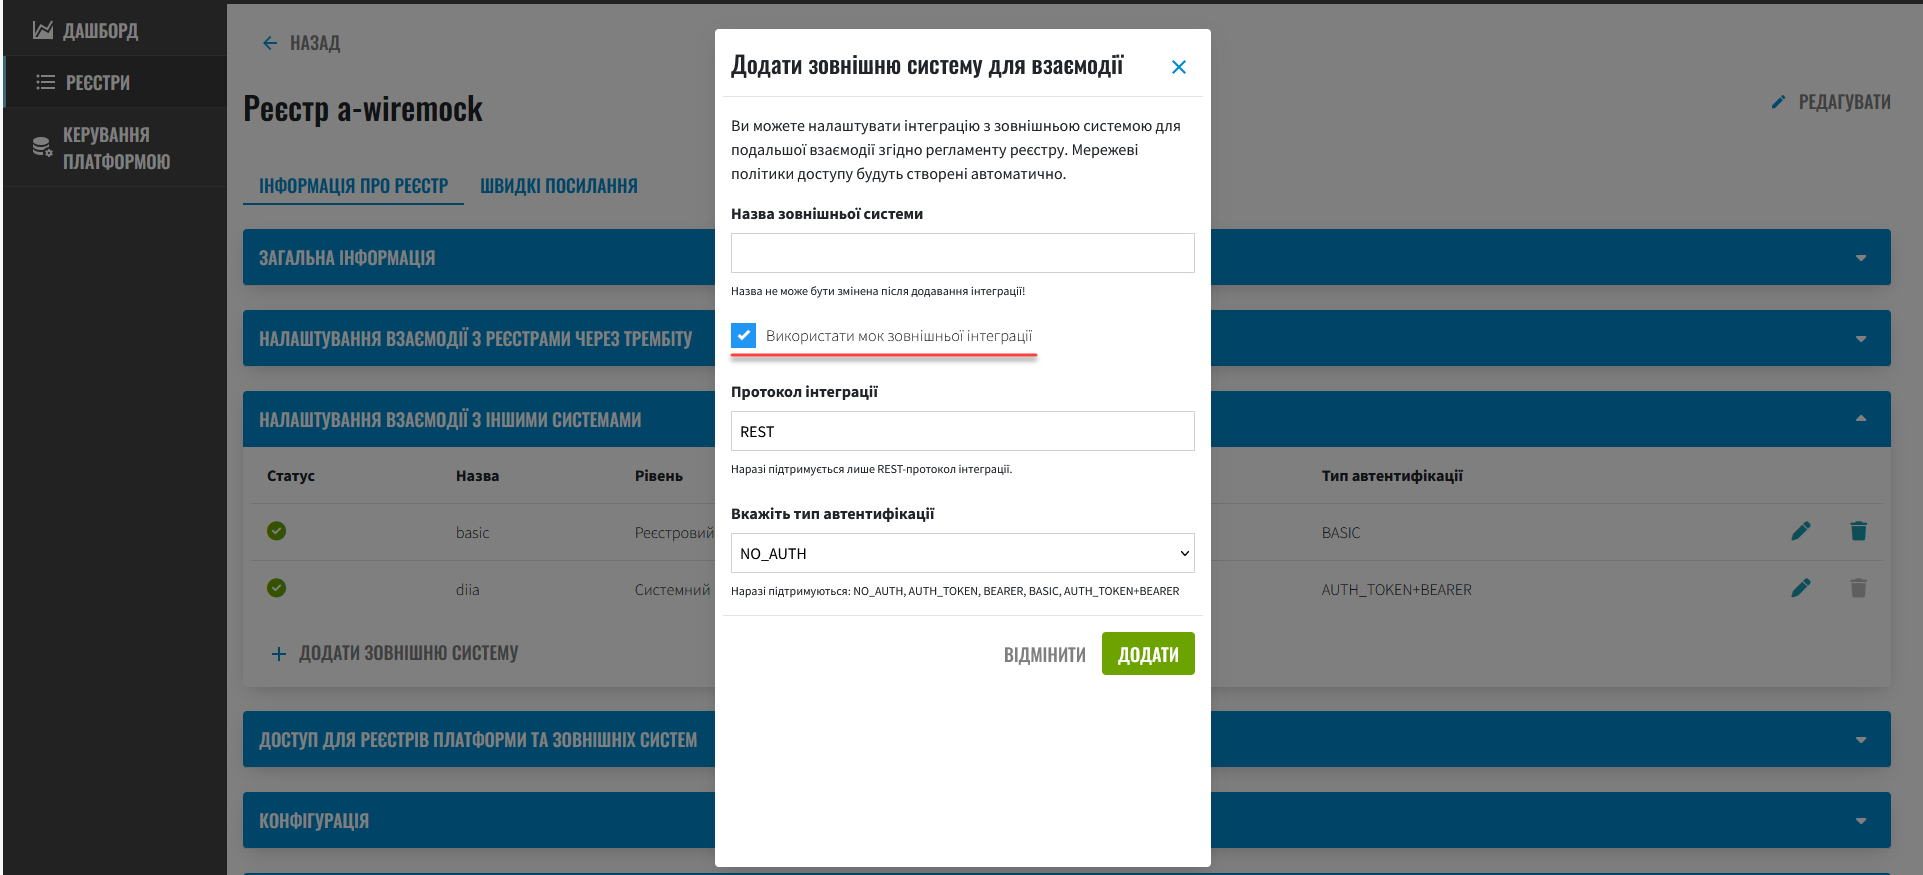 ДАШБОРД
РЕЄСТРИ
КЕРУВАННЯ
ПЛАТФОРМОЮ
НАЗАД
Реєстр a-wiremock
РЕДАГУВАТИ
ІНФОРМАЦІЯ ПРО РЕЄСТР
ШВИДКІ ПОСИЛАННЯ
ЗАГАЛЬНА ІНФОРМАЦІЯ
НАЛАШТУВАННЯ ВЗАЄМОДІЇ З РЕЄСТРАМИ ЧЕРЕЗ ТРЕМБІТУ
НАЛАШТУВАННЯ ВЗАЄМОДІЇ З ІНШИМИ СИСТЕМАМИ
Статус Назва Рівень Тип автентифікації
basic Реєстровий BASIC
diia Системний AUTH_TOKEN+BEARER
ДОДАТИ ЗОВНІШНЮ СИСТЕМУ
ДОСТУП ДЛЯ РЕЄСТРІВ ПЛАТФОРМИ ТА ЗОВНІШНІХ СИСТЕМ
КОНФІГУРАЦІЯ
Додати зовнішню систему для взаємодії
Ви можете налаштувати інтеграцію з зовнішньою системою для
подальшої взаємодії згідно регламенту реєстру. Мережеві
політики доступу будуть створені автоматично.
Назва зовнішньої системи
Назва не може бути змінена після додавання інтеграції!
Використати мок зовнішньої інтеграції
Протокол інтеграції
REST
Наразі підтримується лише REST-протокол інтеграції.
Вкажіть тип автентифікації
NO_AUTH
Наразі підтримуються: NO_AUTH, AUTH_TOKEN, BEARER, BASIC, AUTH_TOKEN+BEARER
ВІДМІНИТИ
ДОДАТИ